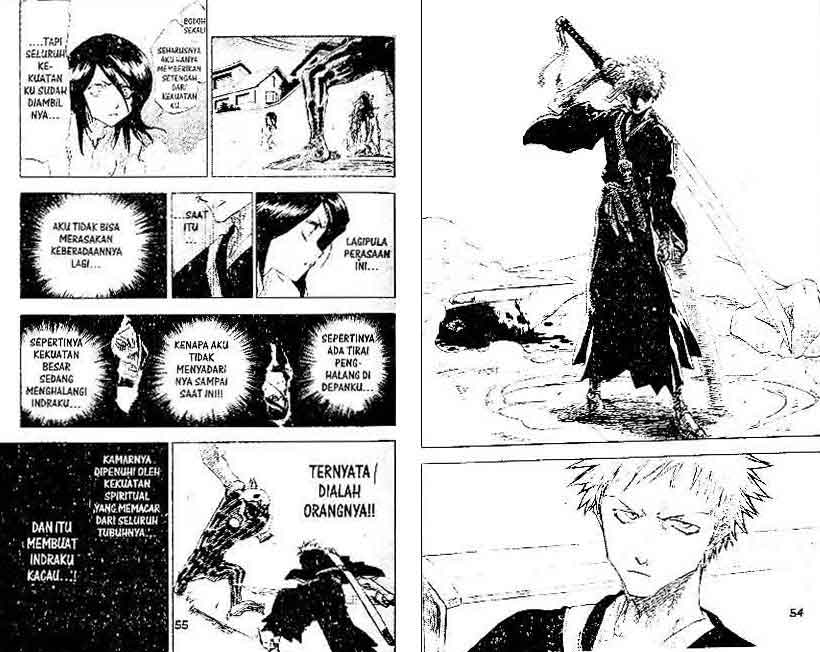 54
BODOH
SEKALI
SEHARUSNYA
AKU HANYA
MEMBERIKAN
SETENGAH
DARI
KEKUATAN
KU.
....TAPI
SELURUH
KE-
KUATAN
KU SUDAH
DIAMBIL
NYA...
LAGIPULA
PERASAAN
INI...
...SAAT
ITU
...
AKU TIDAK BISA
MERASAKAN
KEBERADAANNYA
LAGI...
SEPERTINYA
ADA TIRAI
PENG-
HALANG DI
DEPANKU...
KENAPA AKU
TIDAK
MENYADARI
NYA SAMPAI
SAAT INI!!!
SEPERTINYA
KEKUATAN
BESAR
SEDANG
MENGHALANGI
INDRAKU...
TERNYATA
DIALAH
ORANGNYA!!
KAMARNYA
DIPENUHI OLEH
KEKUATAN
SPIRITUAL
YANG MEMACAR
DARI SELURUH
TUBUHNYA...
DAN ITU
MEMBUAT
INDRAKU
KACAU...!
55